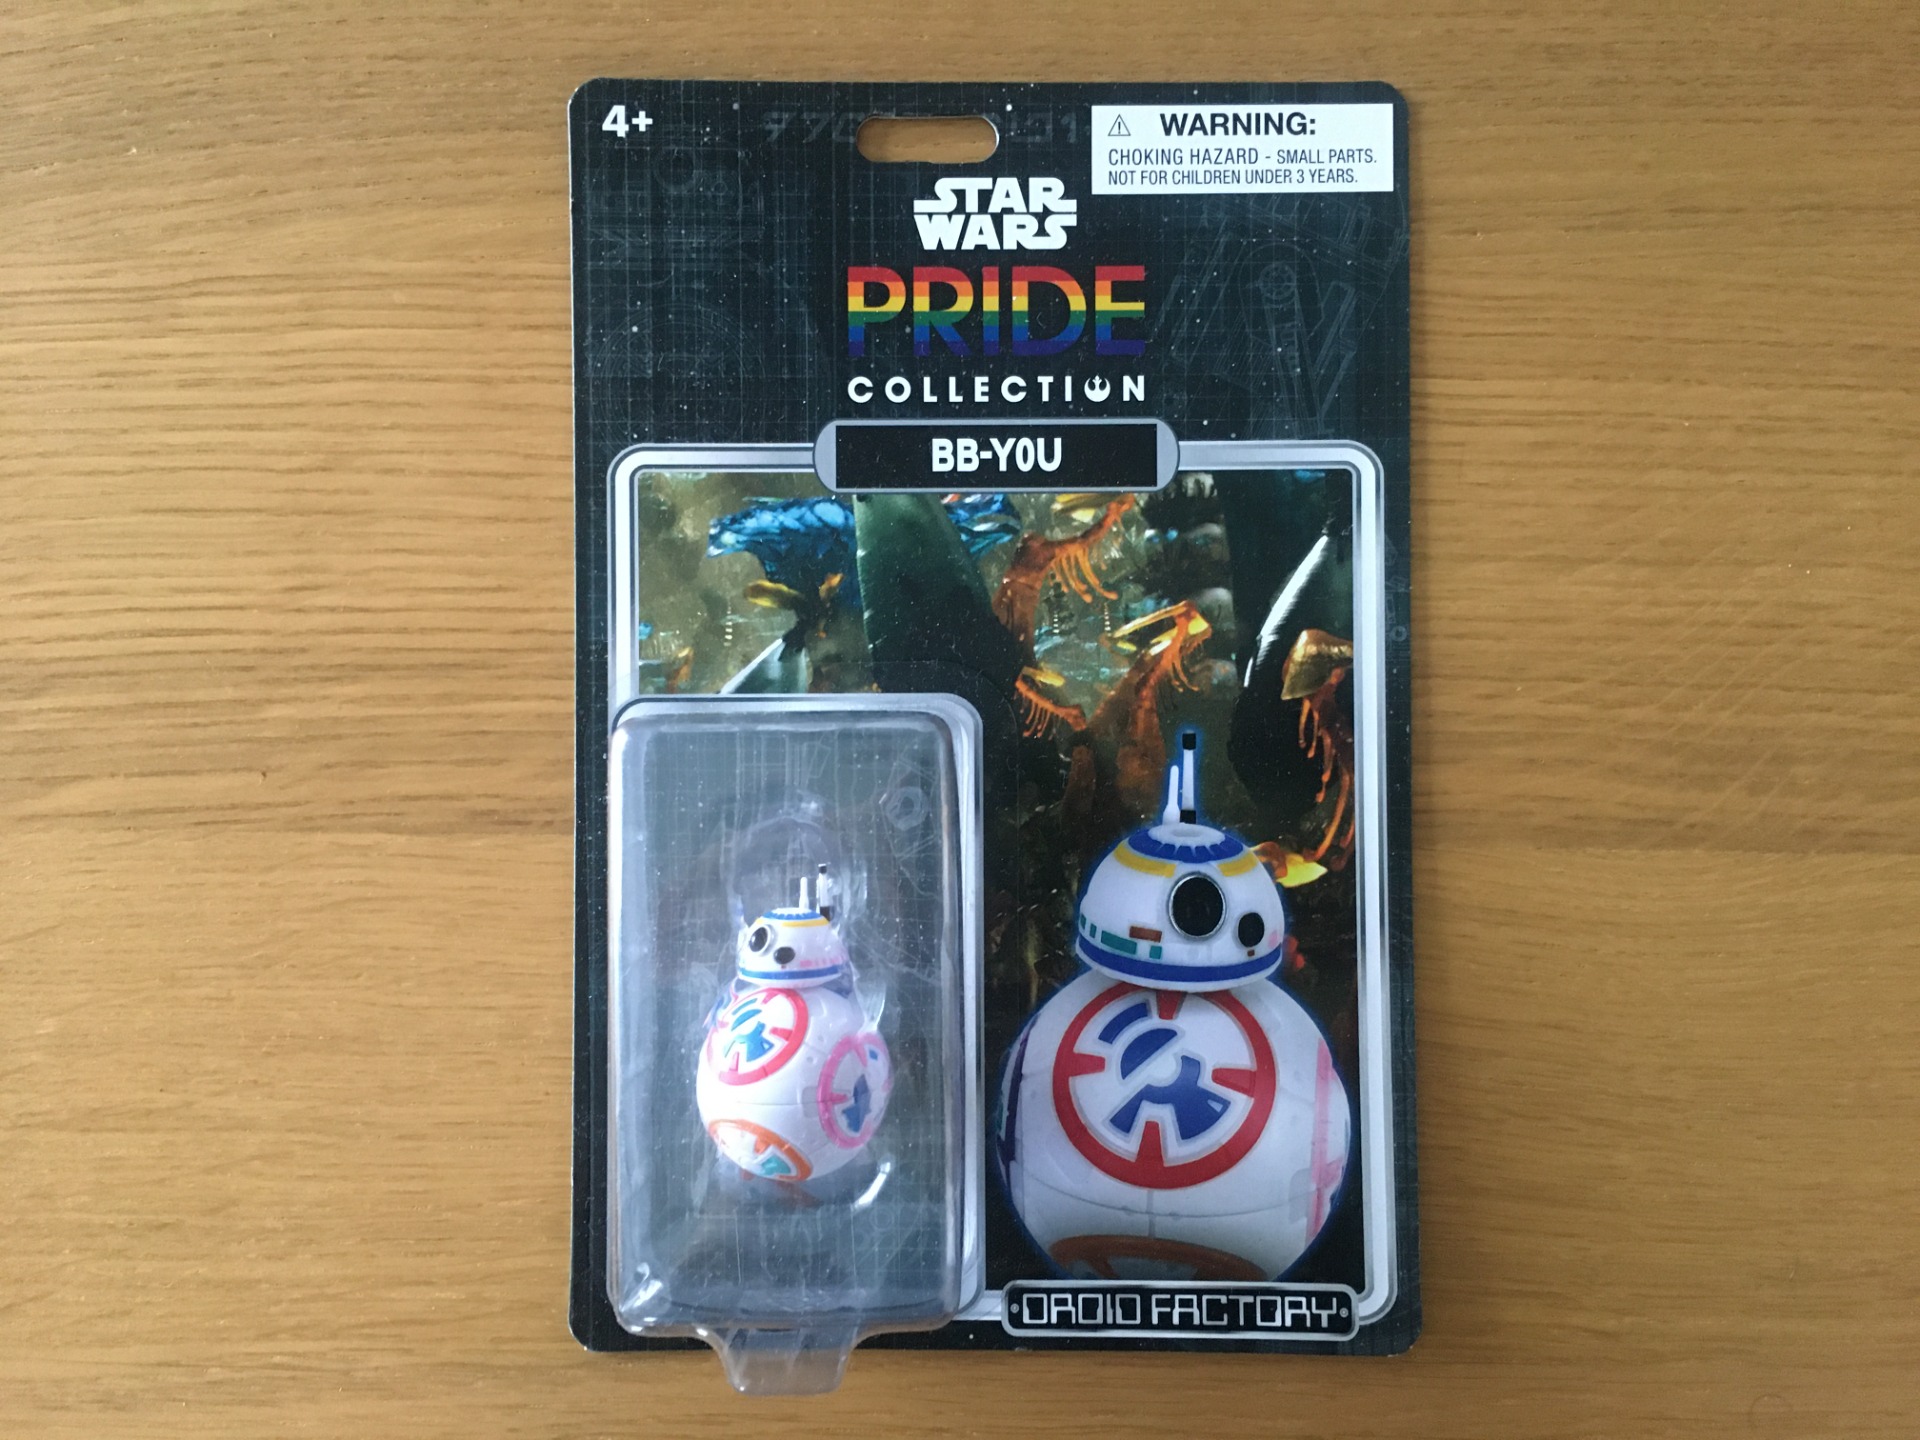 4+
WARNING:
CHOKING HAZARD - SMALL PARTS.
NOT FOR CHILDREN UNDER 3 YEARS.
STAR
WARS
PRIDE
COLLECTION
BB-Y0U
DROID FACTORY